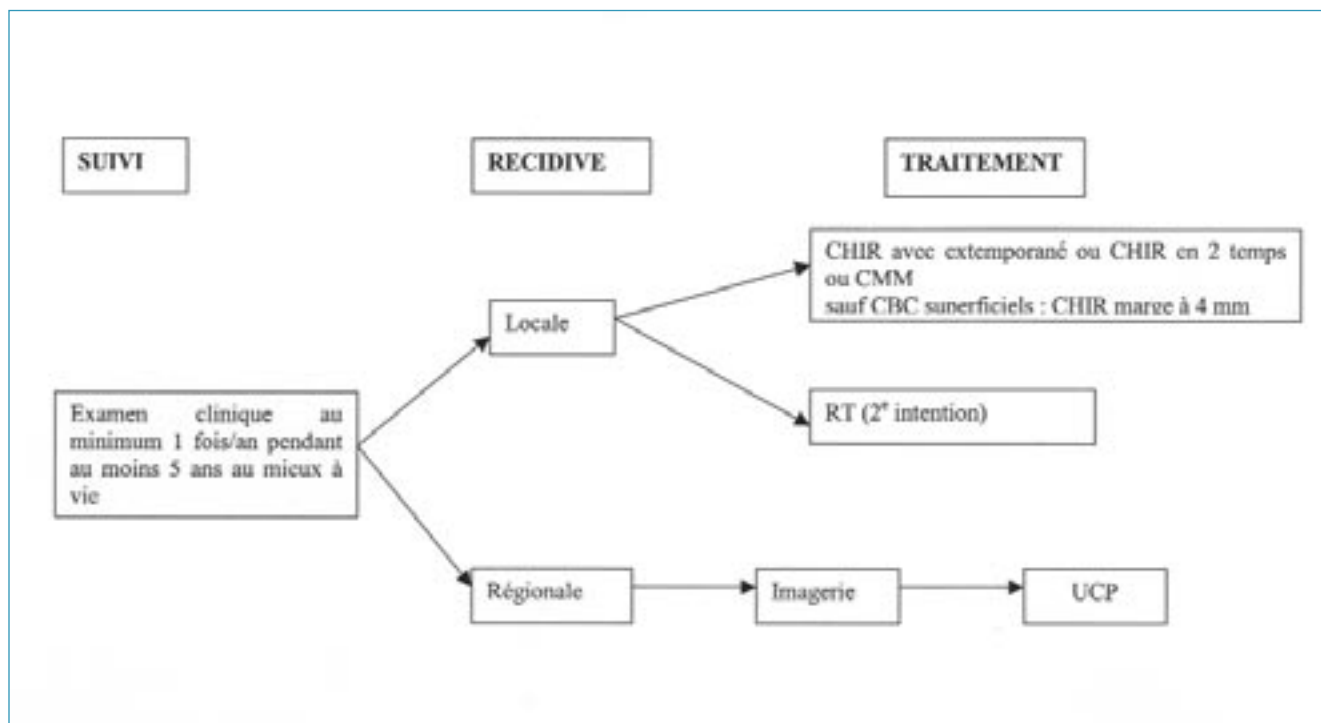 SUIVI
RECIDIVE
TRAITEMENT
CHIR avec extemporané ou CHIR en 2 temps
ou CMM
sauf CBC superficiels : CHIR marge à 4 mm
Locale
Examen clinique au
minimum 1 fois/an pendant
au moins 5 ans au mieux à
vie
RT (2e intention)
Régionale
Imagerie
UCP